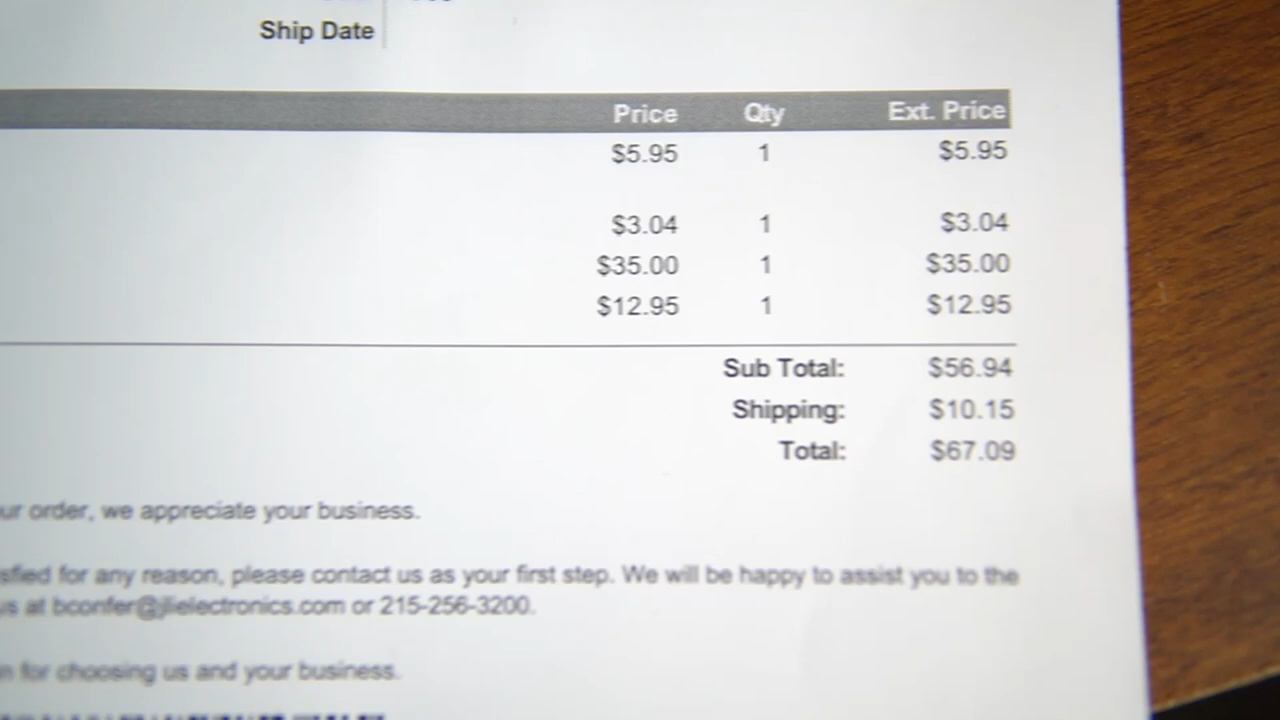 Ship Date
Price Qty Ext. Price
$5.95 1 $5.95
$3.04 1 $3.04
$35.00 1 $35.00
$12.95 1 $12.95
Sub Total: $56.94
Shipping: $10.15
Total: $67.09
ur order, we appreciate your business.
sfied for any reason, please contact us as your first step. We will be happy to assist you to the
us at bconfer@jlielectronics.com or 215-256-3200.
n for choosing us and your business.